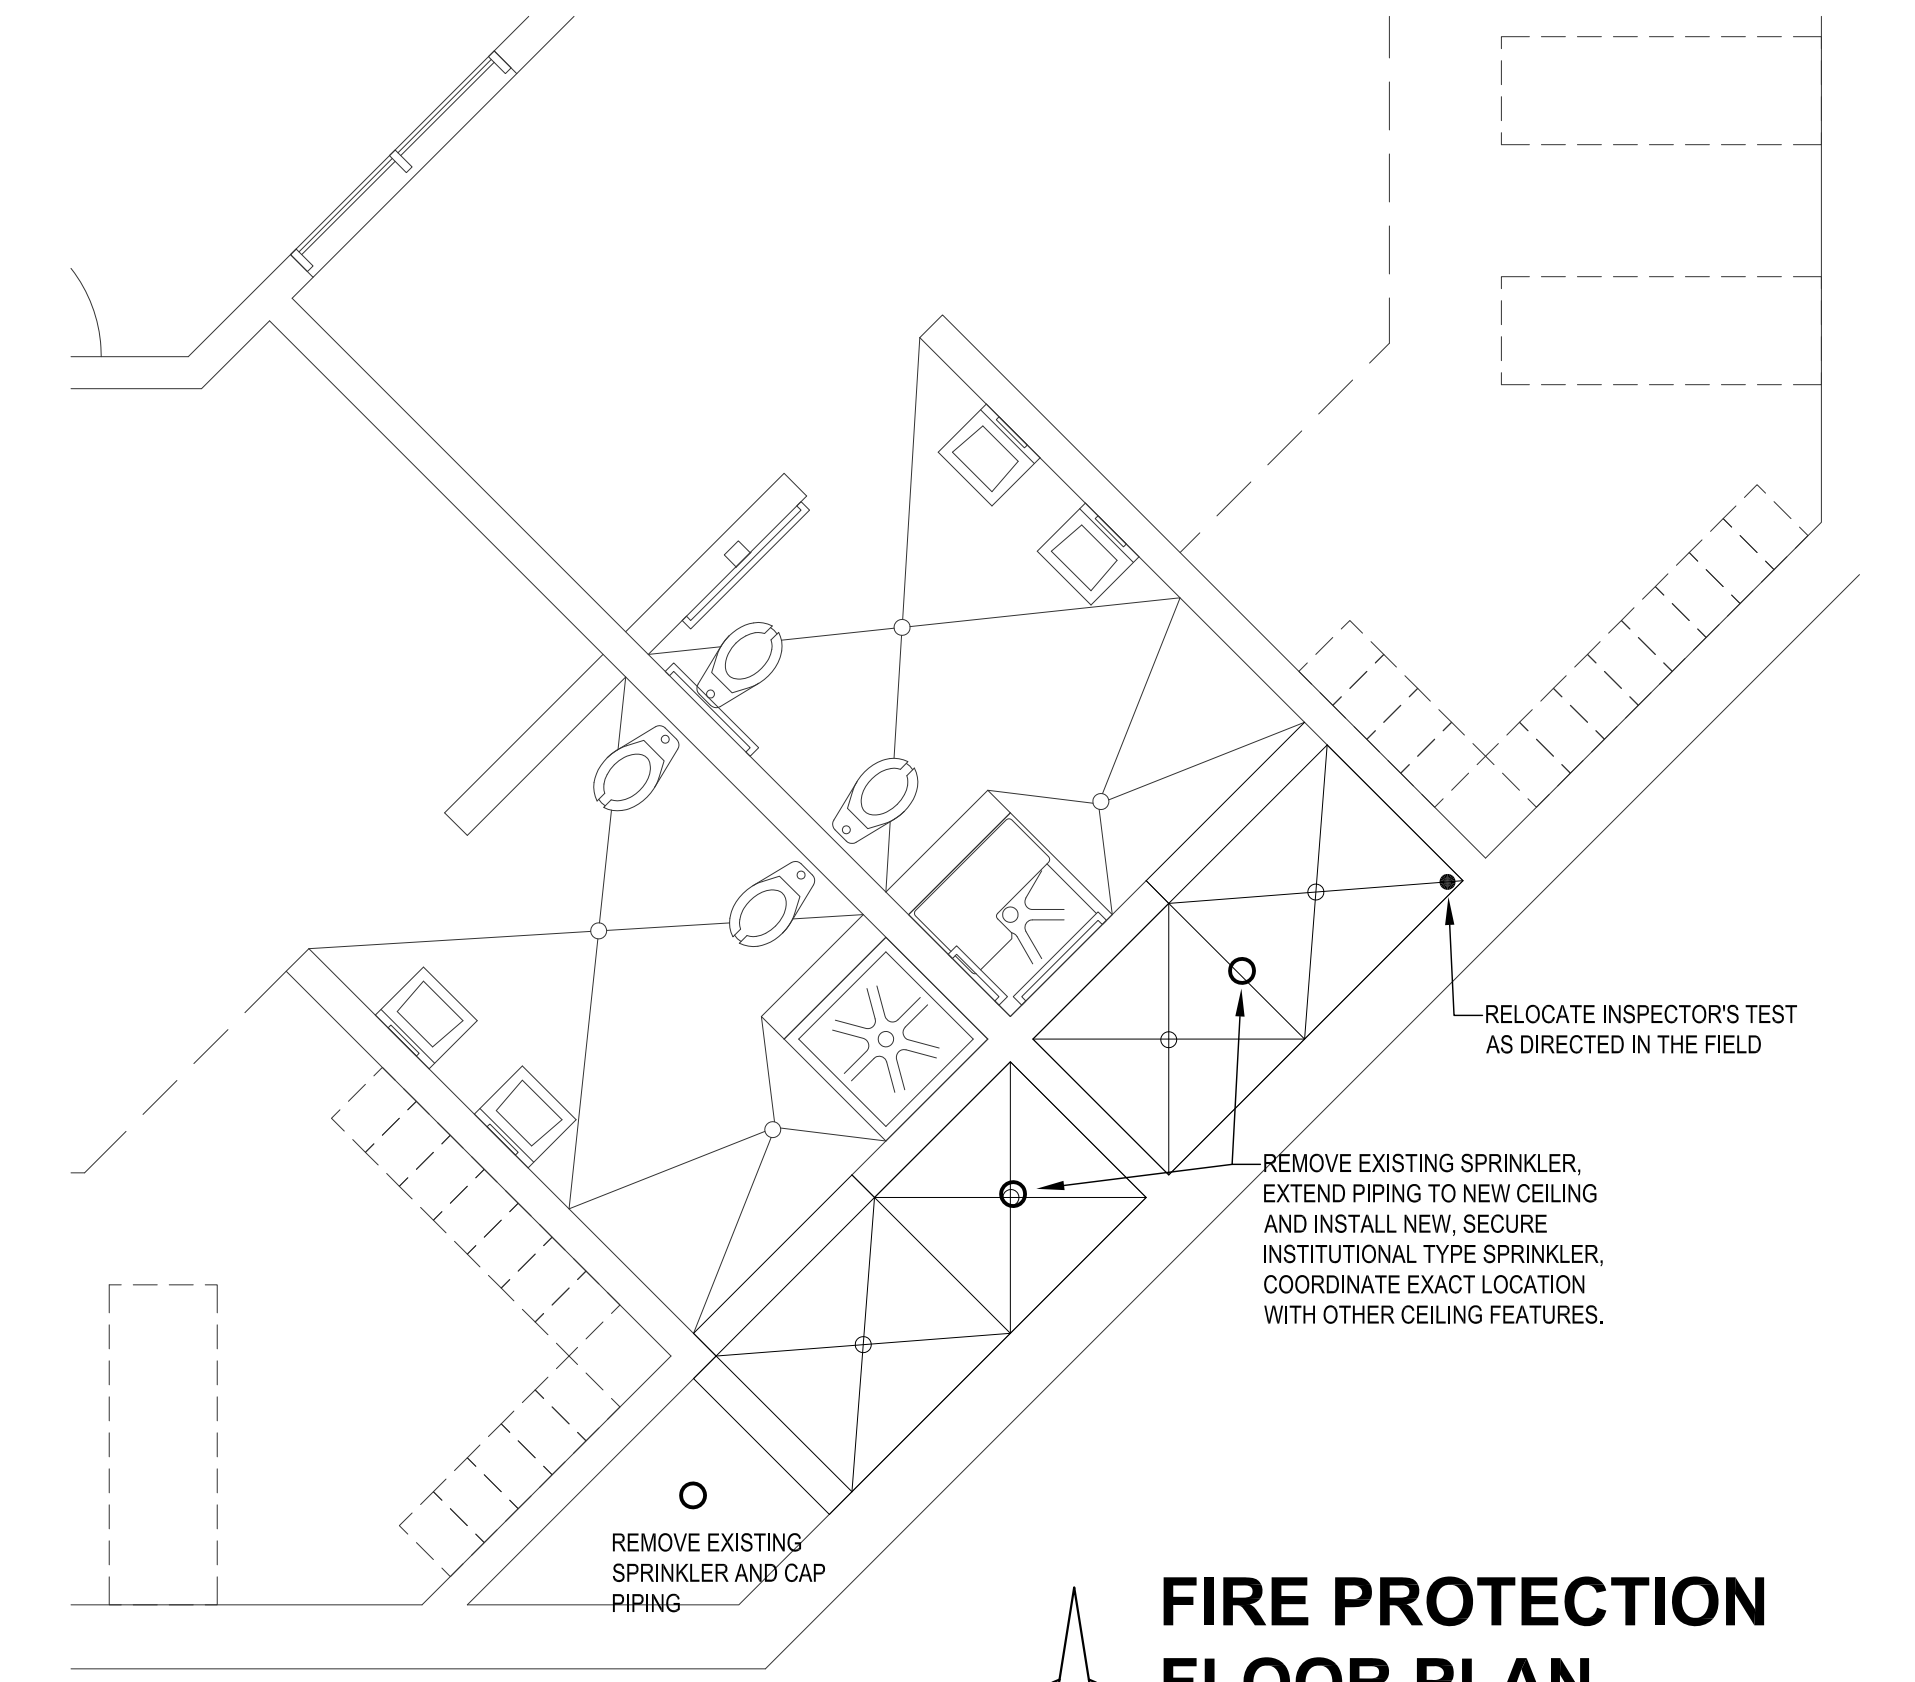 RELOCATE INSPECTOR'S TEST
AS DIRECTED IN THE FIELD
REMOVE EXISTING SPRINKLER,
EXTEND PIPING TO NEW CEILING
AND INSTALL NEW, SECURE
INSTITUTIONAL TYPE SPRINKLER,
COORDINATE EXACT LOCATION
WITH OTHER CEILING FEATURES.
REMOVE EXISTING
SPRINKLER AND CAP
PIPING
FIRE PROTECTION
FLOOR PLAN